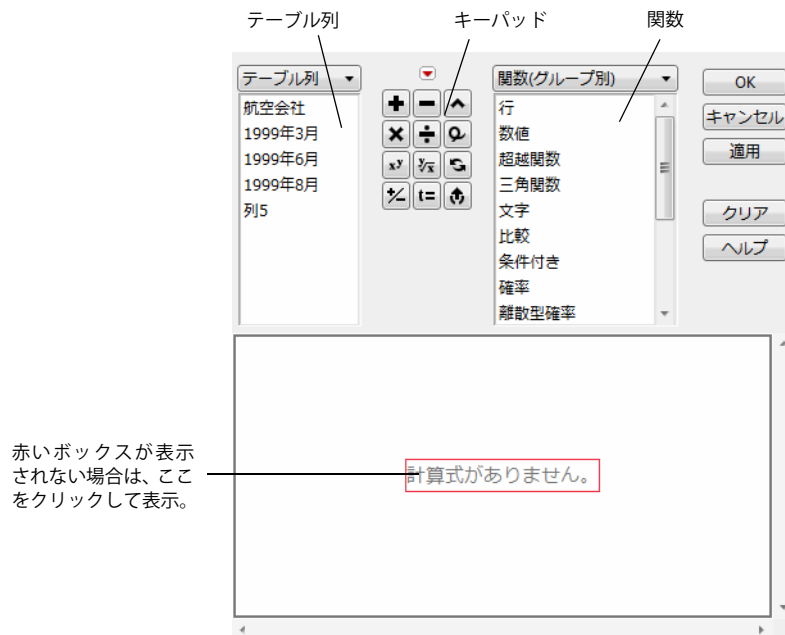 テーブル列
キーパッド
関数
テーブル列
航空会社
1999年3月
1999年6月
1999年8月
列5
xʸ
ʸ√x
t=
関数(グループ別)
行
数値
超越関数
三角関数
文字
比較
条件付き
確率
離散型確率
OK
キャンセル
適用
クリア
ヘルプ
赤いボックスが表示
されない場合は、ここ
をクリックして表示。
計算式がありません。